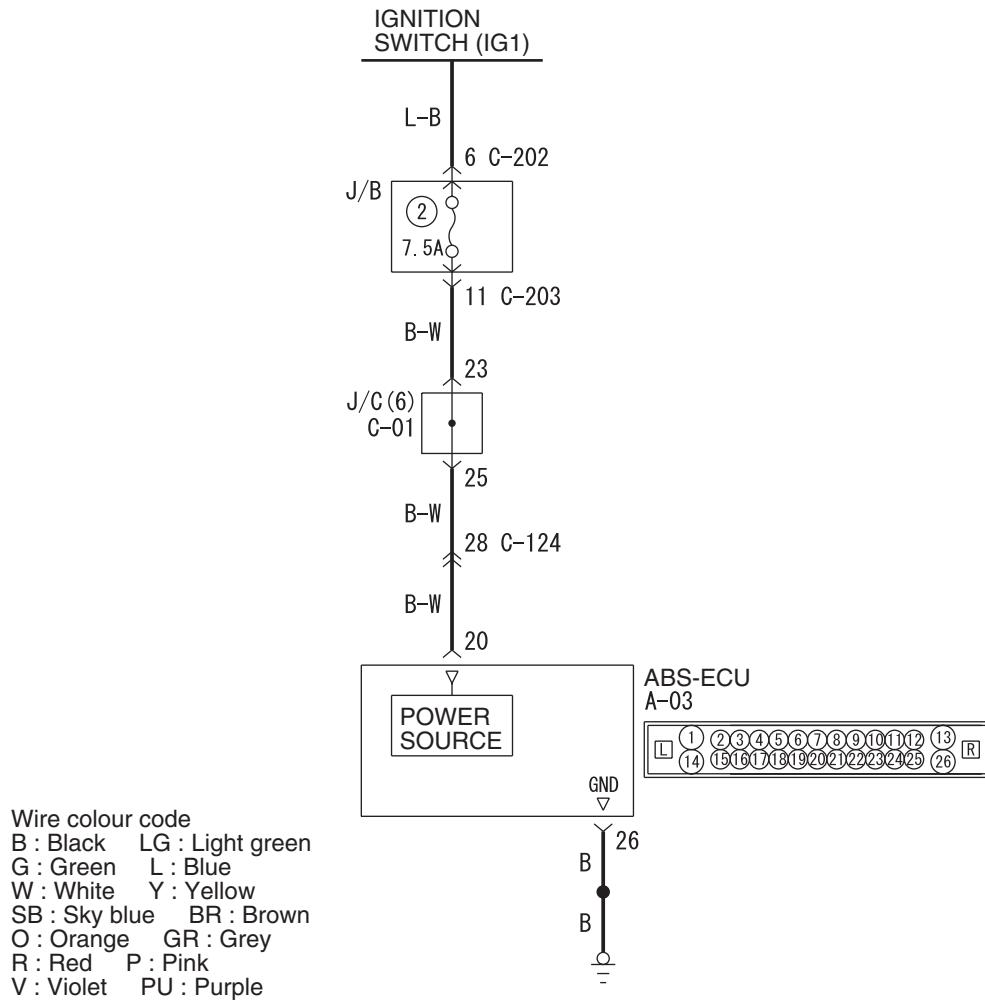 IGNITION
SWITCH (IG1)
L-B
6 C-202
J/B
2
7.5A
11 C-203
B-W
23
J/C(6)
C-01
25
B-W
28 C-124
B-W
20
ABS-ECU
A-03
POWER
SOURCE
L 1 2 3 4 5 6 7 8 9 10 11 12 13 R
14 15 16 17 18 19 20 21 22 23 24 25 26
GND
26
B
B
Wire colour code
B : Black LG : Light green
G : Green L : Blue
W : White Y : Yellow
SB : Sky blue BR : Brown
O : Orange GR : Grey
R : Red P : Pink
V : Violet PU : Purple